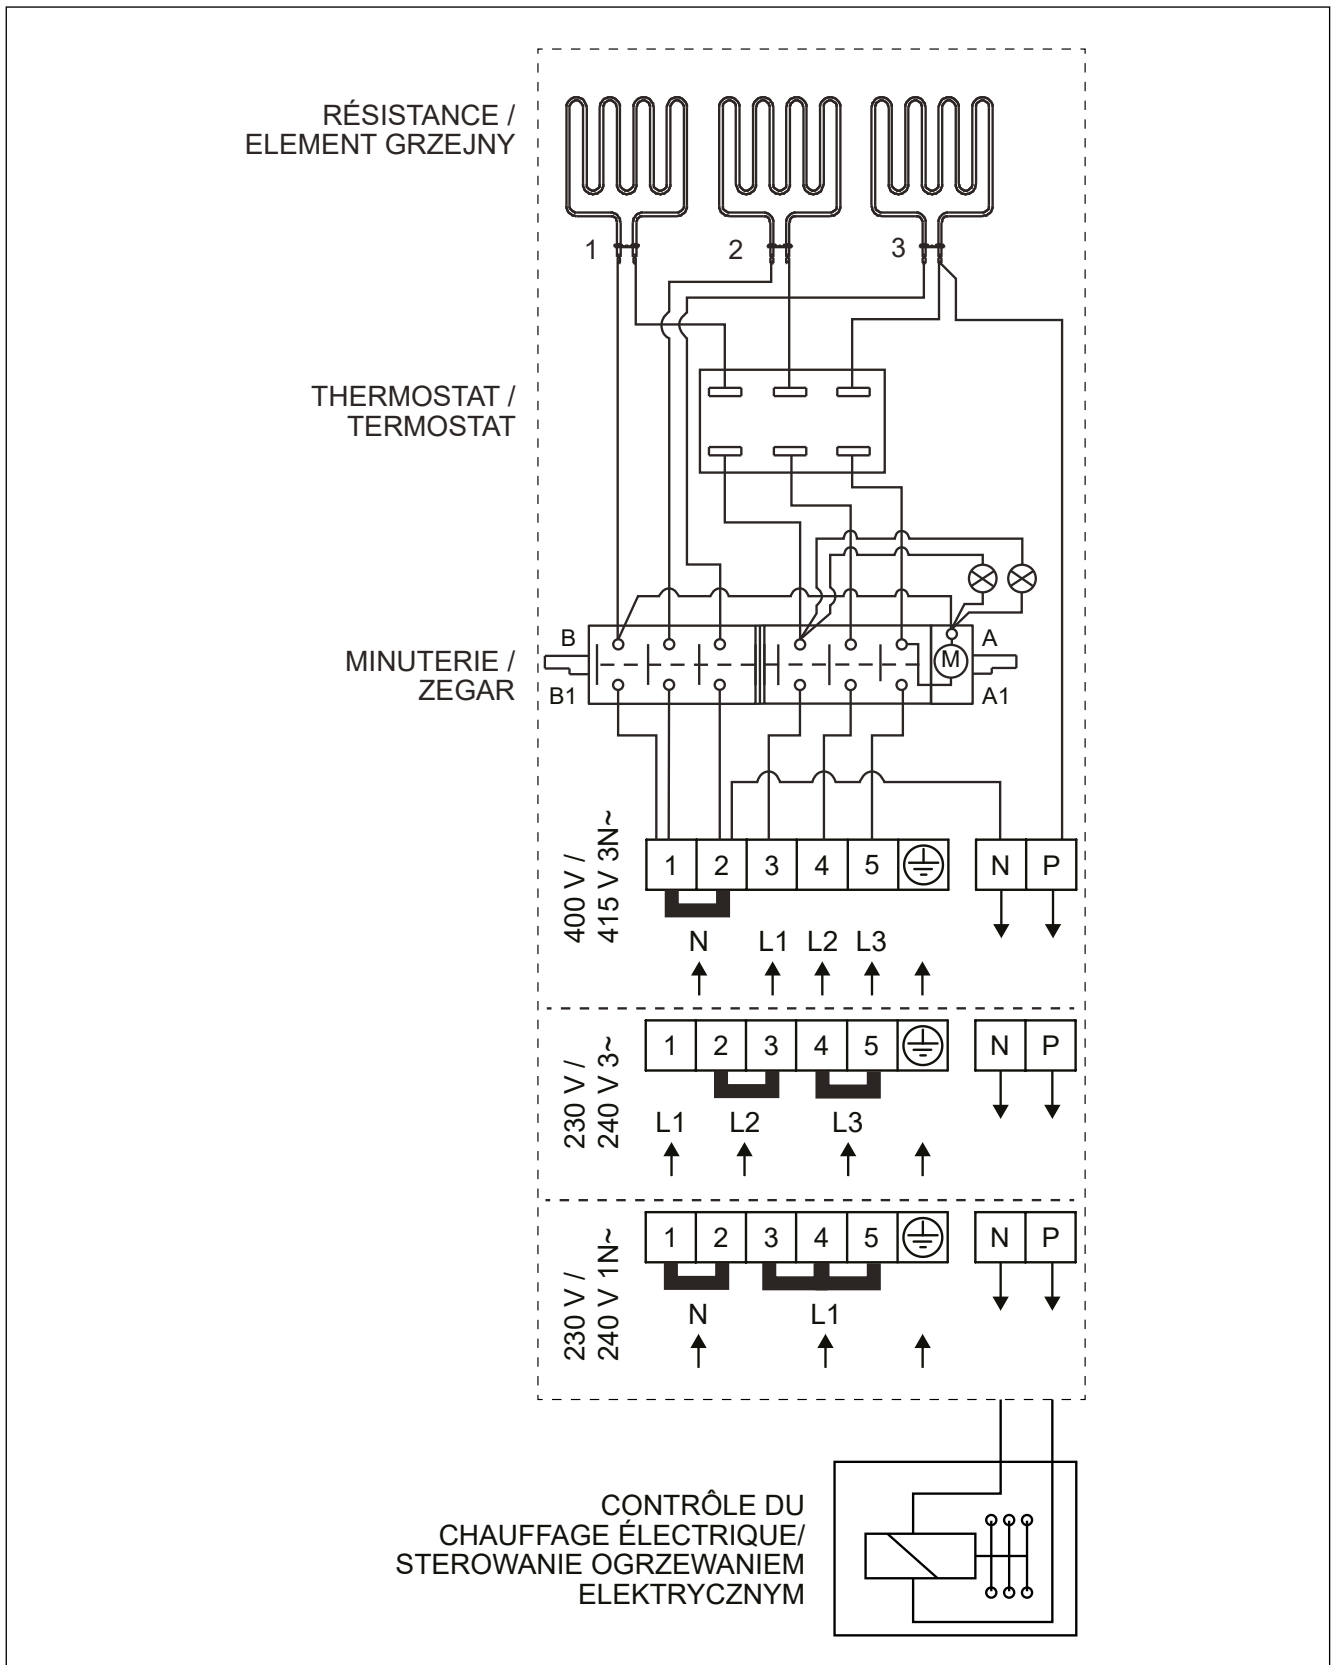 RÉSISTANCE /
ELEMENT GRZEJNY
1
2
3
THERMOSTAT /
TERMOSTAT
MINUTERIE /
ZEGAR
B
B1
M
A
A1
400 V /
415 V 3N~
1 2 3 4 5 N P
N L1 L2 L3
230 V /
240 V 3~
1 2 3 4 5 N P
L1 L2 L3
230 V /
240 V 1N~
1 2 3 4 5 N P
N L1
CONTRÔLE DU
CHAUFFAGE ÉLECTRIQUE/
STEROWANIE OGRZEWANIEM
ELEKTRYCZNYM